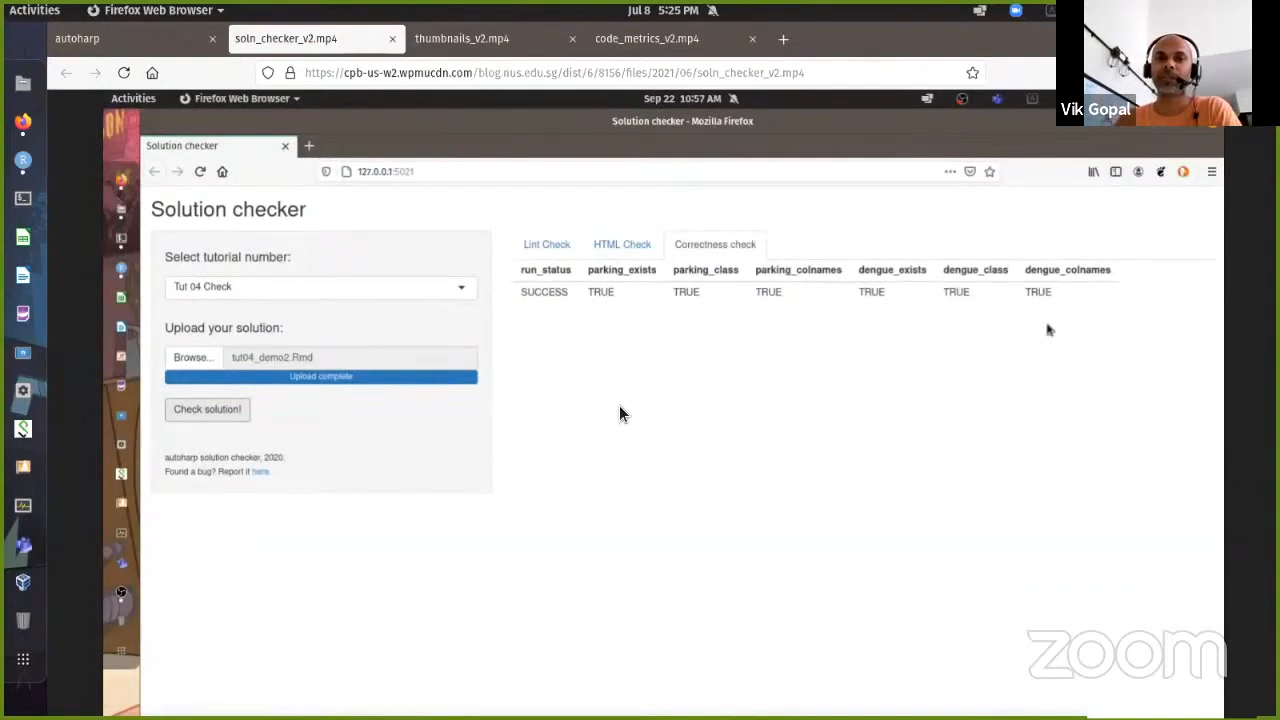 Activities Firefox Web Browser Jul 8 5:25 PM
autoharp soln_checker_v2.mp4 thumbnails_v2.mp4 code_metrics_v2.mp4
https://cpb-us-w2.wpmucdn.com/blog.nus.edu.sg/dist/6/8156/files/2021/06/soln_checker_v2.mp4
Vik Gopal
Activities Firefox Web Browser Sep 22 10:57 AM
Solution checker - Mozilla Firefox
Solution checker
127.0.0.1:5021
Solution checker
Select tutorial number:
Tut 04 Check
Upload your solution:
Browse... tut04_demo2.Rmd
Upload complete
Check solution!
autoharp solution checker, 2020.
Found a bug? Report it here.
Lint Check HTML Check Correctness check
run_status parking_exists parking_class parking_colnames dengue_exists dengue_class dengue_colnames
SUCCESS TRUE TRUE TRUE TRUE TRUE TRUE
zoom